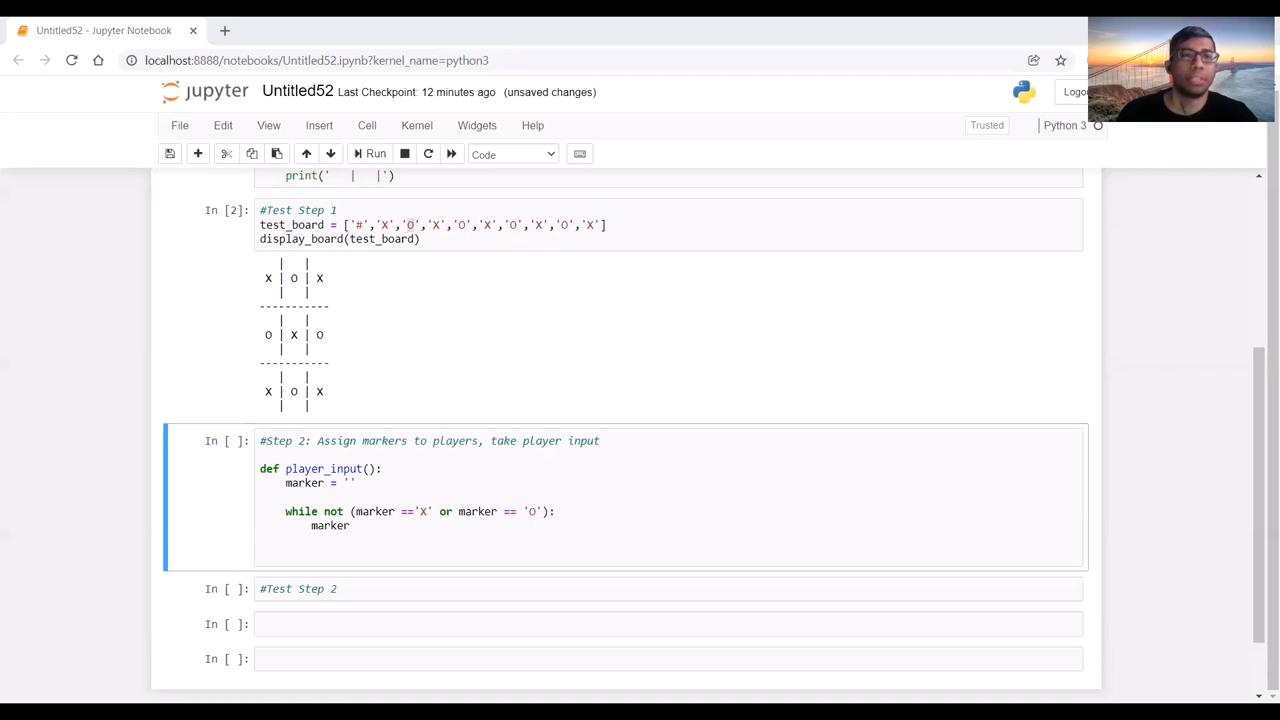 Untitled52 - Jupyter Notebook
localhost:8888/notebooks/Untitled52.ipynb?kernel_name=python3
jupyter Untitled52 Last Checkpoint: 12 minutes ago (unsaved changes)
File Edit View Insert Cell Kernel Widgets Help Trusted Python 3
Run Code
print('   |   |')
In [2]: #Test Step 1
test_board = ['#','X','O','X','O','X','O','X','O','X']
display_board(test_board)
  |   |
X | O | X
  |   |
-----------
  |   |
O | X | O
  |   |
-----------
  |   |
X | O | X
  |   |
In [ ]: #Step 2: Assign markers to players, take player input
def player_input():
marker = ''
while not (marker =='X' or marker == 'O'):
marker
In [ ]: #Test Step 2
In [ ]:
In [ ]: